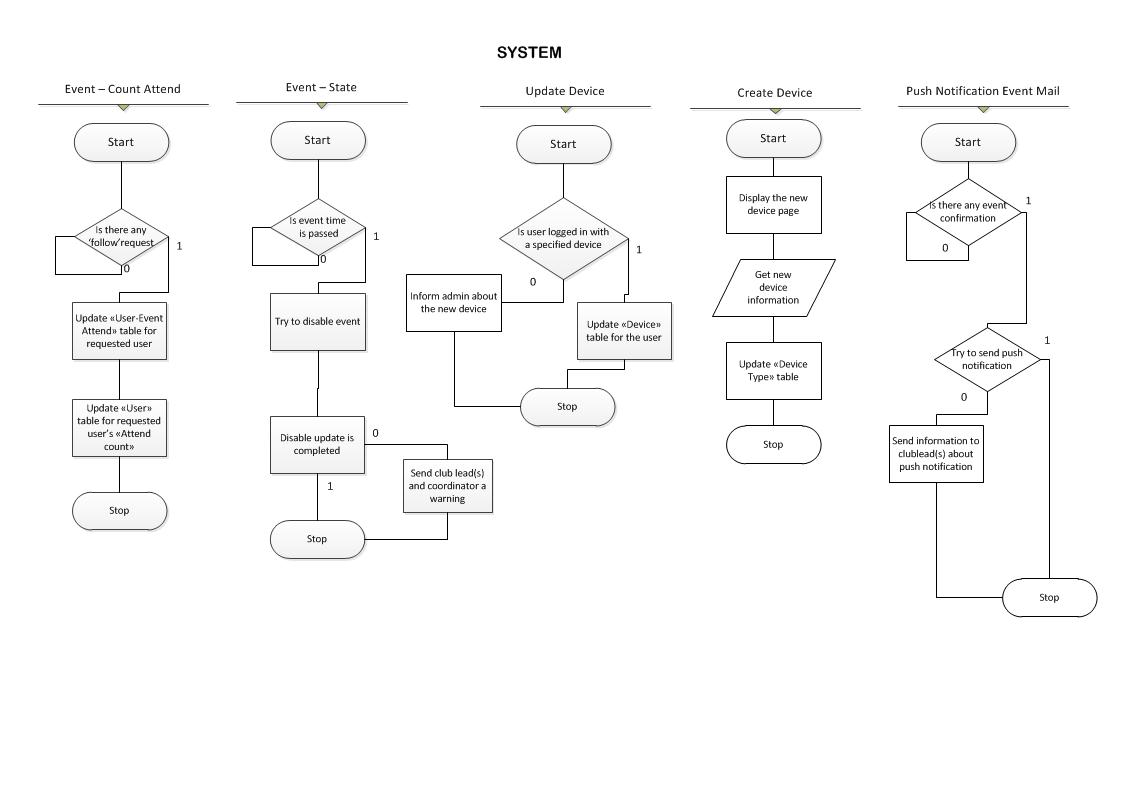 SYSTEM
Event – Count Attend
Start
Is there any
'follow'request
1
0
Update «User-Event
Attend» table for
requested user
Update «User»
table for requested
user's «Attend
count»
Stop
Event – State
Start
Is event time
is passed
1
0
Try to disable event
Disable update is
completed
0
1
Send club lead(s)
and coordinator a
warning
Stop
Update Device
Start
Is user logged in with
a specified device
1
0
Inform admin about
the new device
Update «Device»
table for the user
Stop
Create Device
Start
Display the new
device page
Get new
device
information
Update «Device
Type» table
Stop
Push Notification Event Mail
Start
Is there any event
confirmation
1
0
Try to send push
notification
1
0
Send information to
clublead(s) about
push notification
Stop